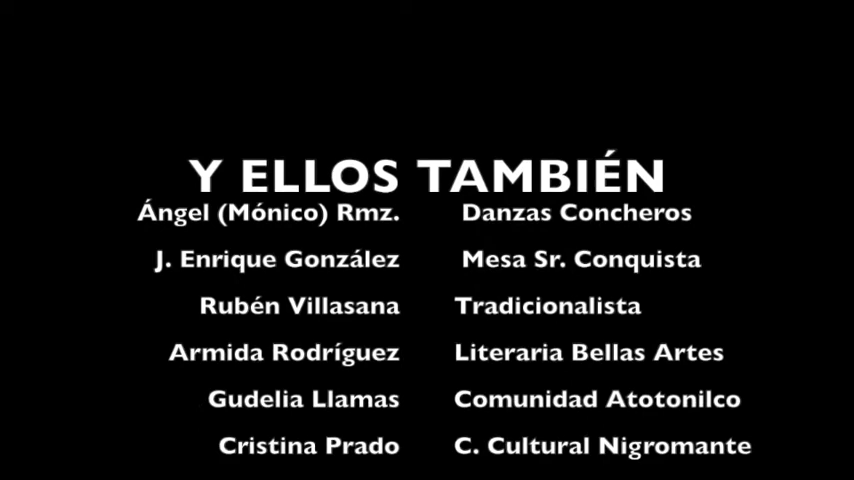 Y ELLOS TAMBIÉN
Ángel (Mónico) Rmz. Danzas Concheros
J. Enrique González Mesa Sr. Conquista
Rubén Villasana Tradicionalista
Armida Rodríguez Literaria Bellas Artes
Gudelia Llamas Comunidad Atotonilco
Cristina Prado C. Cultural Nigromante